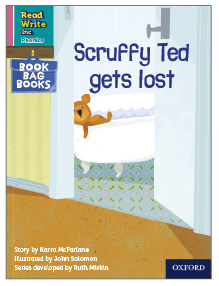 Read
Write
Inc.
Phonics
BOOK
BAG
BOOKS
Scruffy Ted
gets lost
Story by Karra McFarlane
Illustrated by John Solomon
Series developed by Ruth Miskin
OXFORD